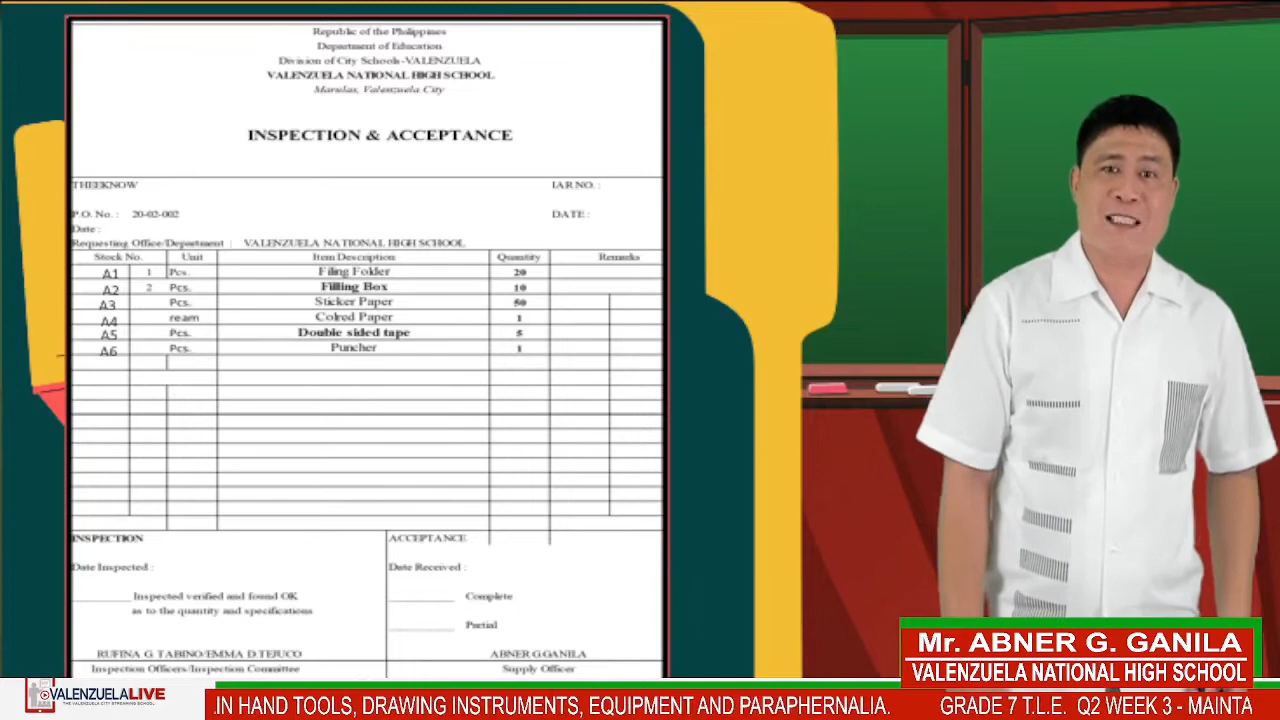 Republic of the Philippines
Department of Education
Division of City Schools-VALENZUELA
VALENZUELA NATIONAL HIGH SCHOOL
Marulas, Valenzuela City
INSPECTION & ACCEPTANCE
THEEKNOW IAR NO. :
P.O. No. : 20-02-002 DATE :
Date :
Requesting Office/Department : VALENZUELA NATIONAL HIGH SCHOOL
Stock No. Unit Item Description Quantity Remarks
A1 1 Pcs. Filing Folder 20
A2 2 Pcs. Filling Box 10
A3 Pcs. Sticker Paper 50
A4 ream Colred Paper 1
A5 Pcs. Double sided tape 5
A6 Pcs. Puncher 1
INSPECTION ACCEPTANCE
Date Inspected : Date Received :
Inspected verified and found OK Complete
as to the quantity and specifications
Partial
RUFINA G. TABINO/EMMA D TEJUCO ABNER G.GANILA
Inspection Officers/Inspection Committee Supply Officer
Mr. ABNER G. GANILA
VALENZUELA NATIONAL HIGH SCHOOL
VALENZUELALIVE
THE VALENZUELA CITY STREAMING SCHOOL
.IN HAND TOOLS, DRAWING INSTRUMENTS, EQUIPMENT AND PARAPHERNALIA. GRADE 7 T.L.E. Q2 WEEK 3 - MAINTA